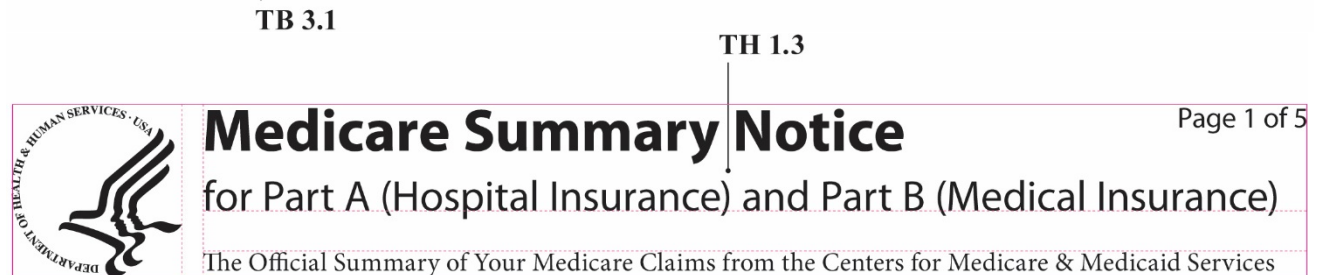 TB 3.1
TH 1.3
DEPARTMENT OF HEALTH & HUMAN SERVICES · USA
Medicare Summary Notice
Page 1 of 5
for Part A (Hospital Insurance) and Part B (Medical Insurance)
The Official Summary of Your Medicare Claims from the Centers for Medicare & Medicaid Services